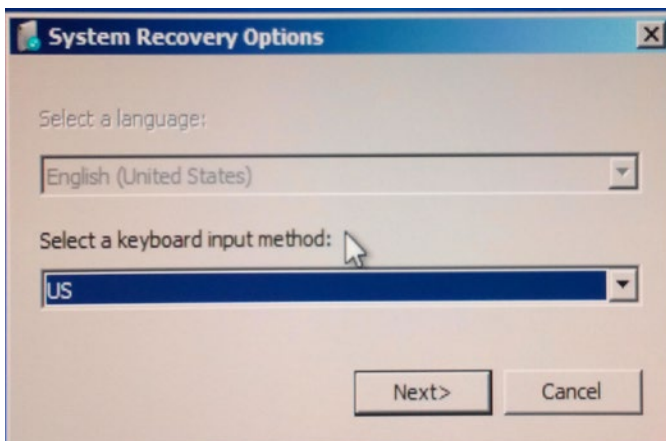 System Recovery Options
Select a language:
English (United States)
Select a keyboard input method:
US
Next>
Cancel